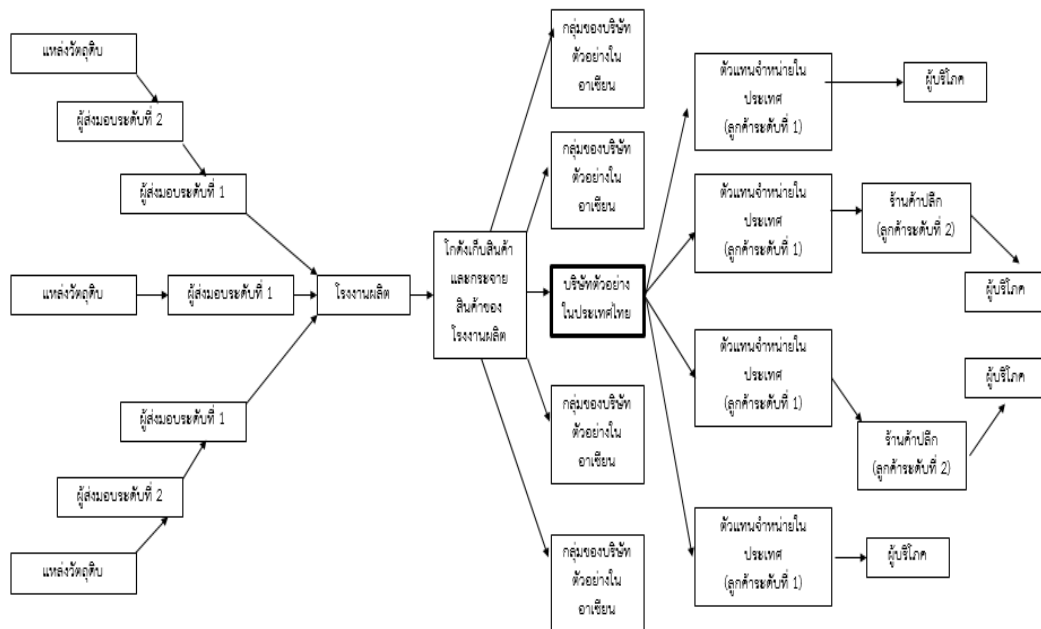 แหล่งวัตถุดิบ
ผู้ส่งมอบระดับที่ 2
ผู้ส่งมอบระดับที่ 1
แหล่งวัตถุดิบ
ผู้ส่งมอบระดับที่ 1
โรงงานผลิต
ผู้ส่งมอบระดับที่ 1
ผู้ส่งมอบระดับที่ 2
แหล่งวัตถุดิบ
โกดังเก็บสินค้า
และกระจาย
สินค้าของ
โรงงานผลิต
กลุ่มของบริษัท
ตัวอย่างใน
อาเซียน
กลุ่มของบริษัท
ตัวอย่างใน
อาเซียน
บริษัทตัวอย่าง
ในประเทศไทย
กลุ่มของบริษัท
ตัวอย่างใน
อาเซียน
กลุ่มของบริษัท
ตัวอย่างใน
อาเซียน
ตัวแทนจำหน่ายใน
ประเทศ
(ลูกค้าระดับที่ 1)
ผู้บริโภค
ตัวแทนจำหน่ายใน
ประเทศ
(ลูกค้าระดับที่ 1)
ร้านค้าปลีก
(ลูกค้าระดับที่ 2)
ผู้บริโภค
ตัวแทนจำหน่ายใน
ประเทศ
(ลูกค้าระดับที่ 1)
ร้านค้าปลีก
(ลูกค้าระดับที่ 2)
ผู้บริโภค
ตัวแทนจำหน่ายใน
ประเทศ
(ลูกค้าระดับที่ 1)
ผู้บริโภค